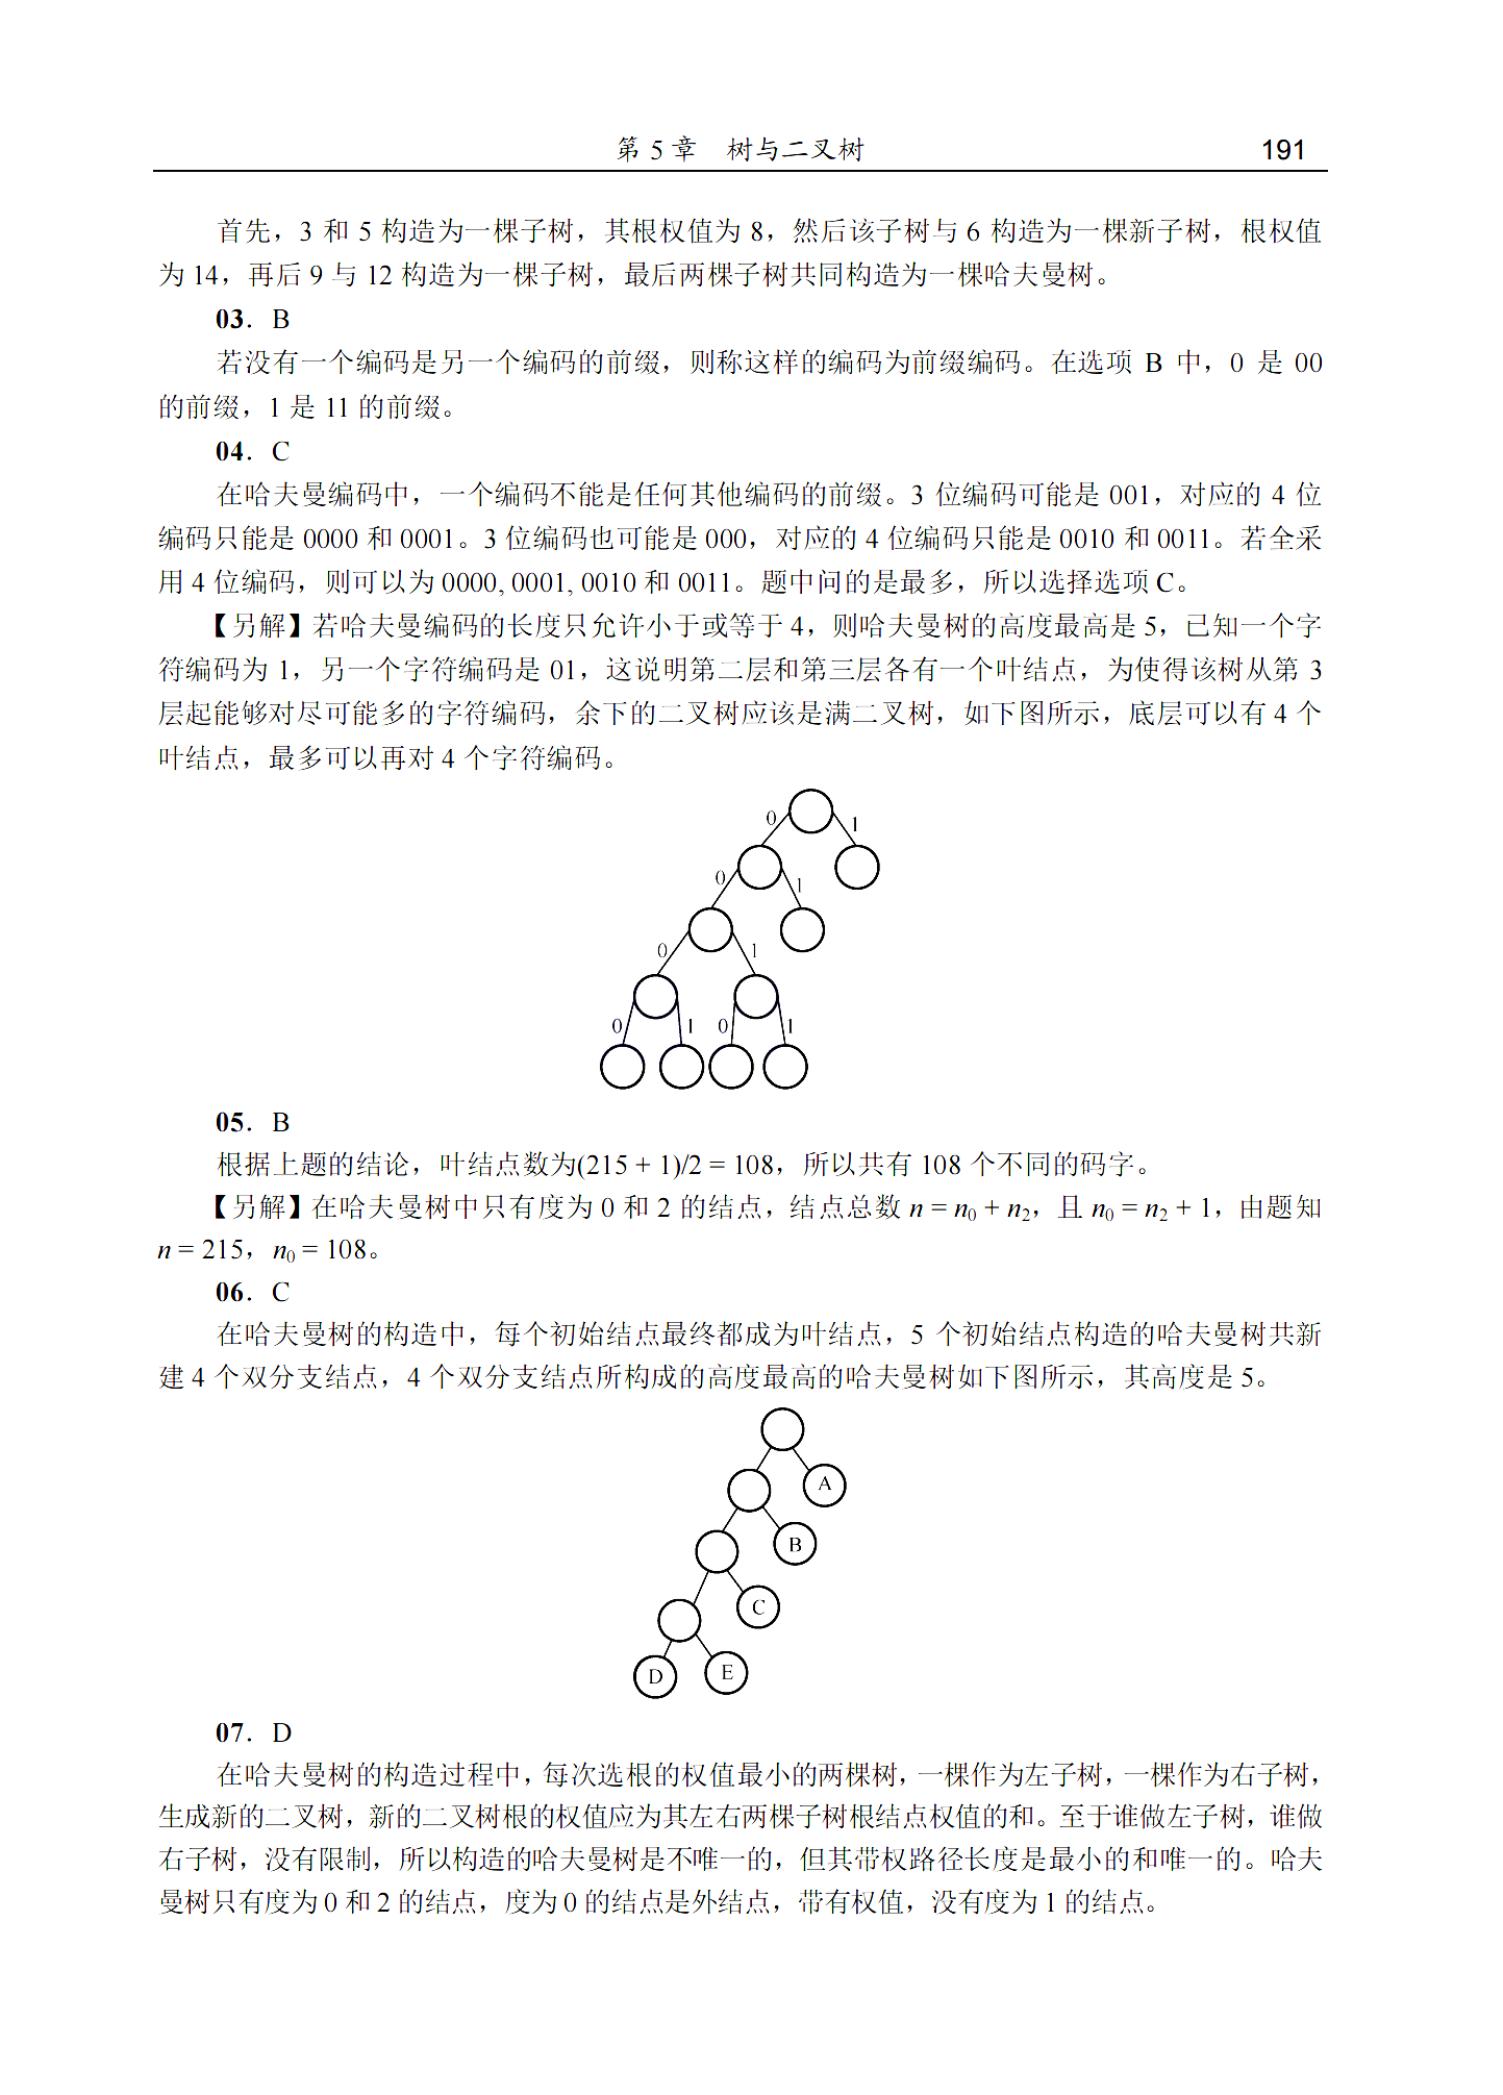 第 5 章 树与二叉树 191
首先，3 和 5 构造为一棵子树，其根权值为 8，然后该子树与 6 构造为一棵新子树，根权值
为 14，再后 9 与 12 构造为一棵子树，最后两棵子树共同构造为一棵哈夫曼树。
03. B
若没有一个编码是另一个编码的前缀，则称这样的编码为前缀编码。在选项 B 中，0 是 00
的前缀，1 是 11 的前缀。
04. C
在哈夫曼编码中，一个编码不能是任何其他编码的前缀。3 位编码可能是 001，对应的 4 位
编码只能是 0000 和 0001。3 位编码也可能是 000，对应的 4 位编码只能是 0010 和 0011。若全采
用 4 位编码，则可以为 0000, 0001, 0010 和 0011。题中问的是最多，所以选择选项 C。
【另解】若哈夫曼编码的长度只允许小于或等于 4，则哈夫曼树的高度最高是 5，已知一个字
符编码为 1，另一个字符编码是 01，这说明第二层和第三层各有一个叶结点，为使得该树从第 3
层起能够对尽可能多的字符编码，余下的二叉树应该是满二叉树，如下图所示，底层可以有 4 个
叶结点，最多可以再对 4 个字符编码。
0 1
0 1
0 1
0 1 0 1
05. B
根据上题的结论，叶结点数为(215 + 1)/2 = 108，所以共有 108 个不同的码字。
【另解】在哈夫曼树中只有度为 0 和 2 的结点，结点总数 n = n₀ + n₂，且 n₀ = n₂ + 1，由题知
n = 215，n₀ = 108。
06. C
在哈夫曼树的构造中，每个初始结点最终都成为叶结点，5 个初始结点构造的哈夫曼树共新
建 4 个双分支结点，4 个双分支结点所构成的高度最高的哈夫曼树如下图所示，其高度是 5。
A
B
C
D E
07. D
在哈夫曼树的构造过程中，每次选根的权值最小的两棵树，一棵作为左子树，一棵作为右子树，
生成新的二叉树，新的二叉树根的权值应为其左右两棵子树根结点权值的和。至于谁做左子树，谁做
右子树，没有限制，所以构造的哈夫曼树是不唯一的，但其带权路径长度是最小的和唯一的。哈夫
曼树只有度为 0 和 2 的结点，度为 0 的结点是外结点，带有权值，没有度为 1 的结点。